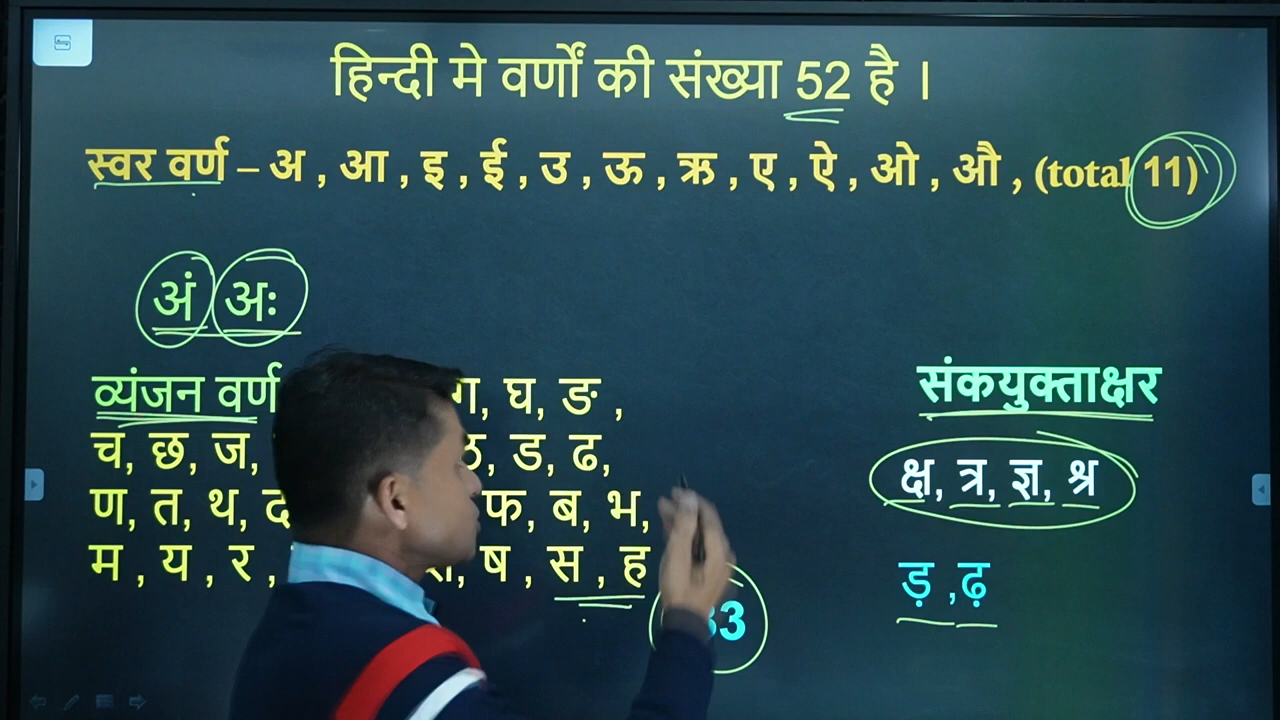 हिन्दी मे वर्णों की संख्या 52 है ।
स्वर वर्ण – अ , आ , इ , ई , उ , ऊ , ऋ , ए , ऐ , ओ , औ , (total 11)
अं अः
व्यंजन वर्ण ग, घ, ङ ,
च, छ, ज, ठ, ड, ढ,
ण, त, थ, द फ, ब, भ,
म , य , र , ष , स , ह
संकयुक्ताक्षर
क्ष, त्र, ज्ञ, श्र
ड़ ,ढ़